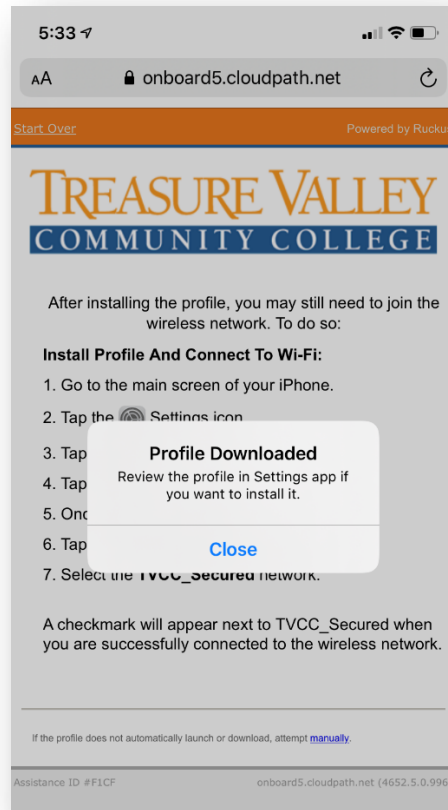 5:33
AA onboard5.cloudpath.net
Start Over Powered by Ruckus
TREASURE VALLEY
COMMUNITY COLLEGE
After installing the profile, you may still need to join the
wireless network. To do so:
Install Profile And Connect To Wi-Fi:
1. Go to the main screen of your iPhone.
2. Tap the Settings icon
3. Tap
4. Tap
5. Onc
6. Tap
Profile Downloaded
Review the profile in Settings app if
you want to install it.
Close
7. Select the TVCC_Secured network.
A checkmark will appear next to TVCC_Secured when
you are successfully connected to the wireless network.
If the profile does not automatically launch or download, attempt manually.
Assistance ID #F1CF onboard5.cloudpath.net (4652.5.0.996